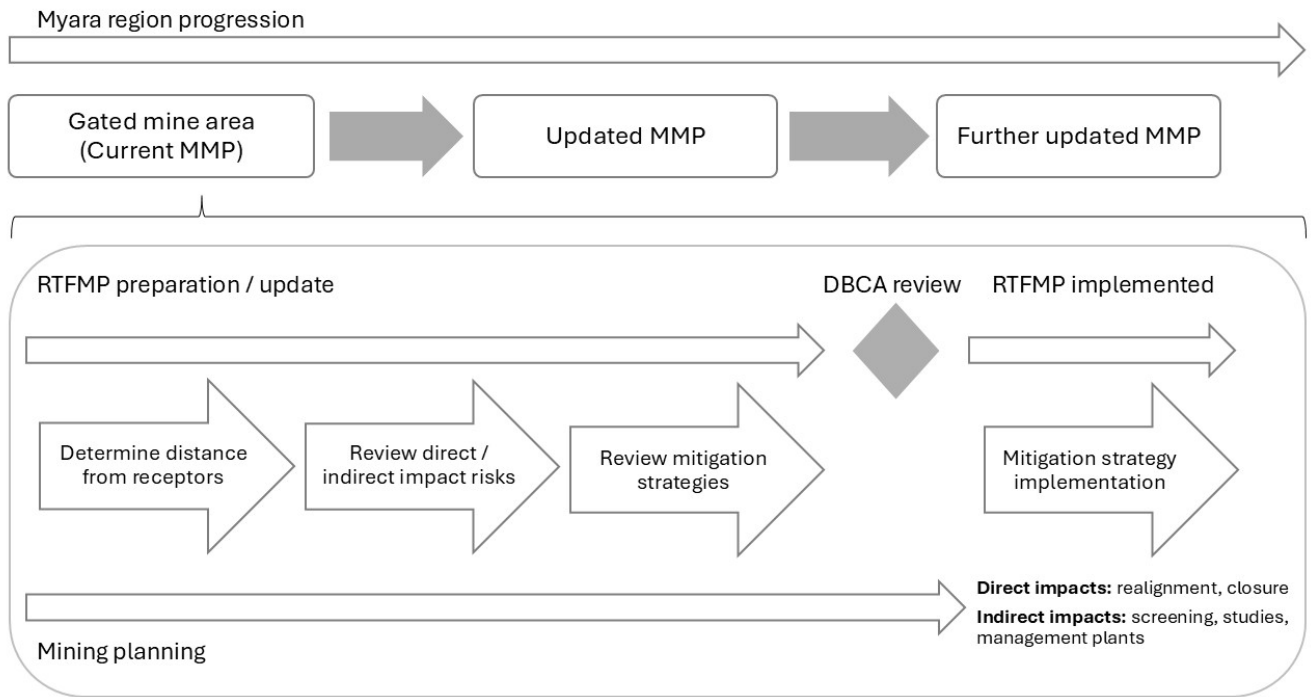 Myara region progression
Gated mine area
(Current MMP)
Updated MMP
Further updated MMP
RTFMP preparation / update
DBCA review
RTFMP implemented
Determine distance
from receptors
Review direct /
indirect impact risks
Review mitigation
strategies
Mitigation strategy
implementation
Direct impacts: realignment, closure
Indirect impacts: screening, studies,
management plants
Mining planning